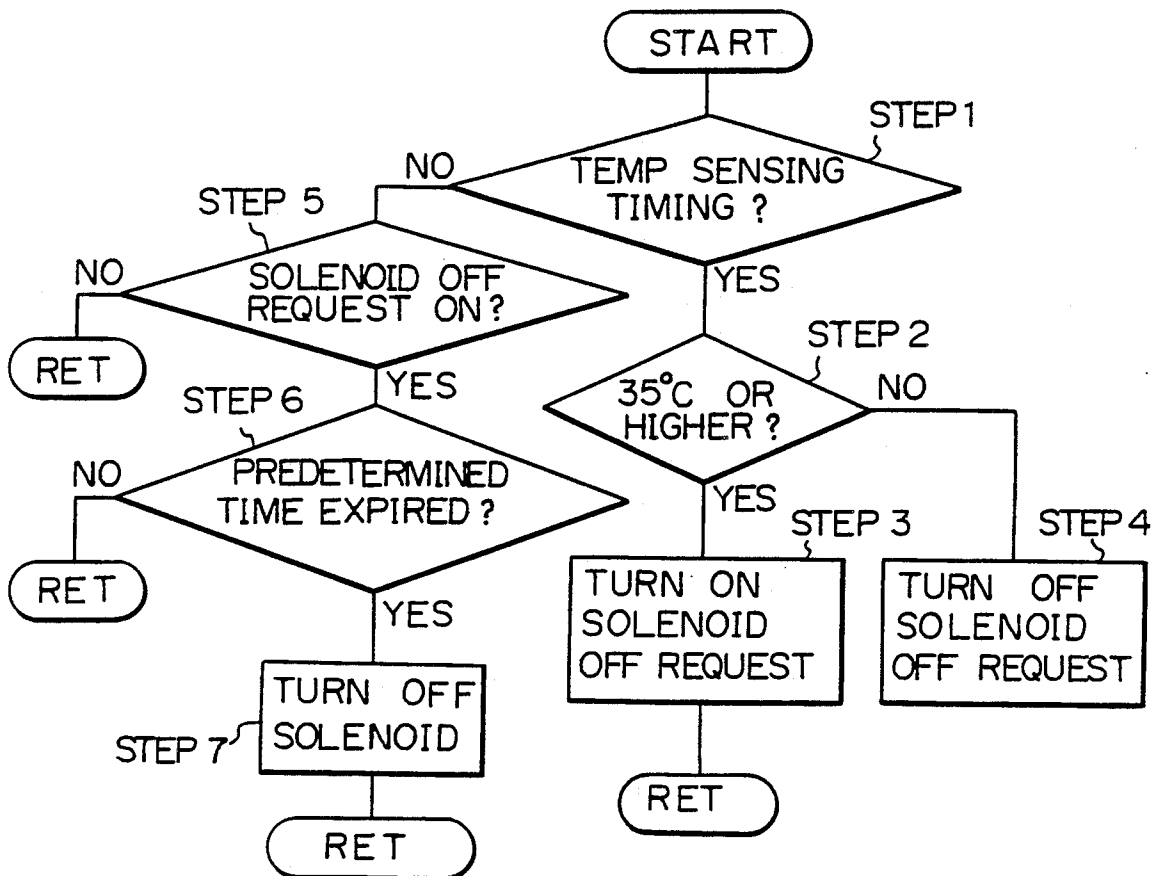 START
STEP 1
TEMP SENSING
TIMING ?
NO
YES
STEP 5
SOLENOID OFF
REQUEST ON?
NO
RET
YES
STEP 2
35°C OR
HIGHER ?
NO
YES
STEP 6
PREDETERMINED
TIME EXPIRED ?
NO
RET
YES
STEP 3
TURN ON
SOLENOID
OFF REQUEST
STEP 4
TURN OFF
SOLENOID
OFF REQUEST
STEP 7
TURN OFF
SOLENOID
RET
RET